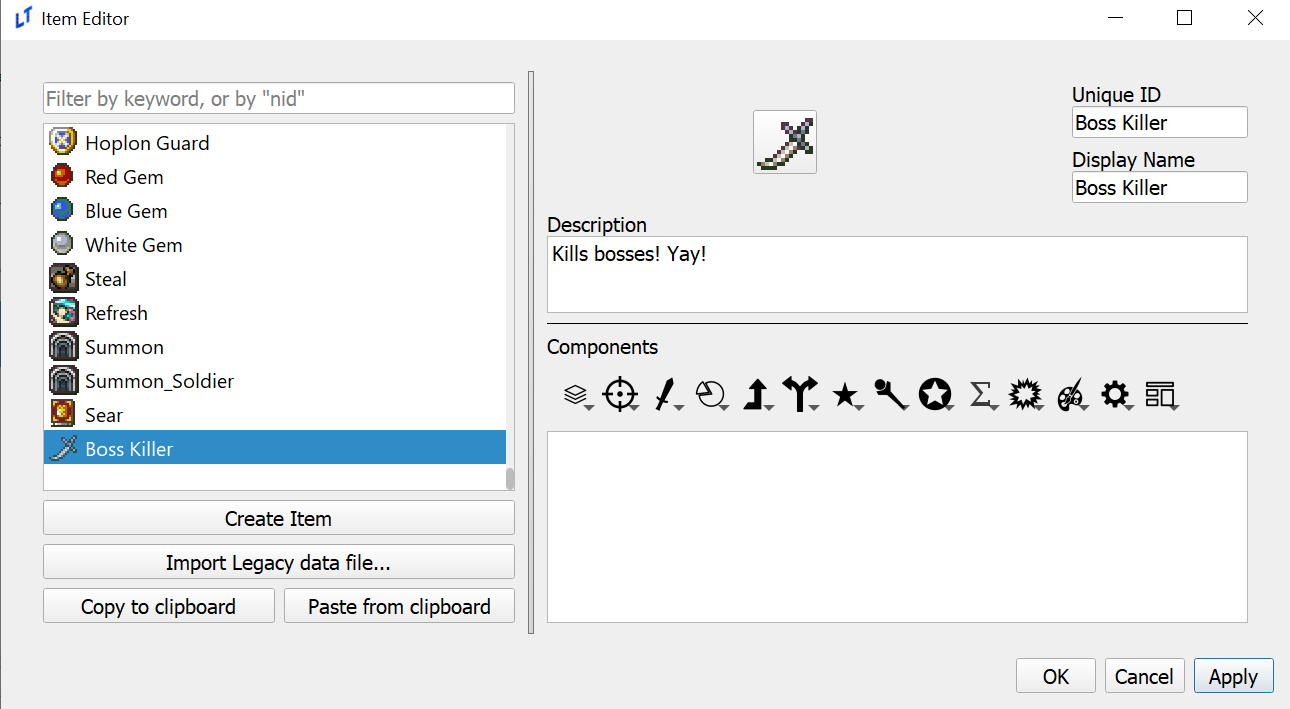 LT Item Editor
Filter by keyword, or by "nid"
Hoplon Guard
Red Gem
Blue Gem
White Gem
Steal
Refresh
Summon
Summon_Soldier
Sear
Boss Killer
Create Item
Import Legacy data file...
Copy to clipboard
Paste from clipboard
Unique ID
Boss Killer
Display Name
Boss Killer
Description
Kills bosses! Yay!
Components
OK
Cancel
Apply